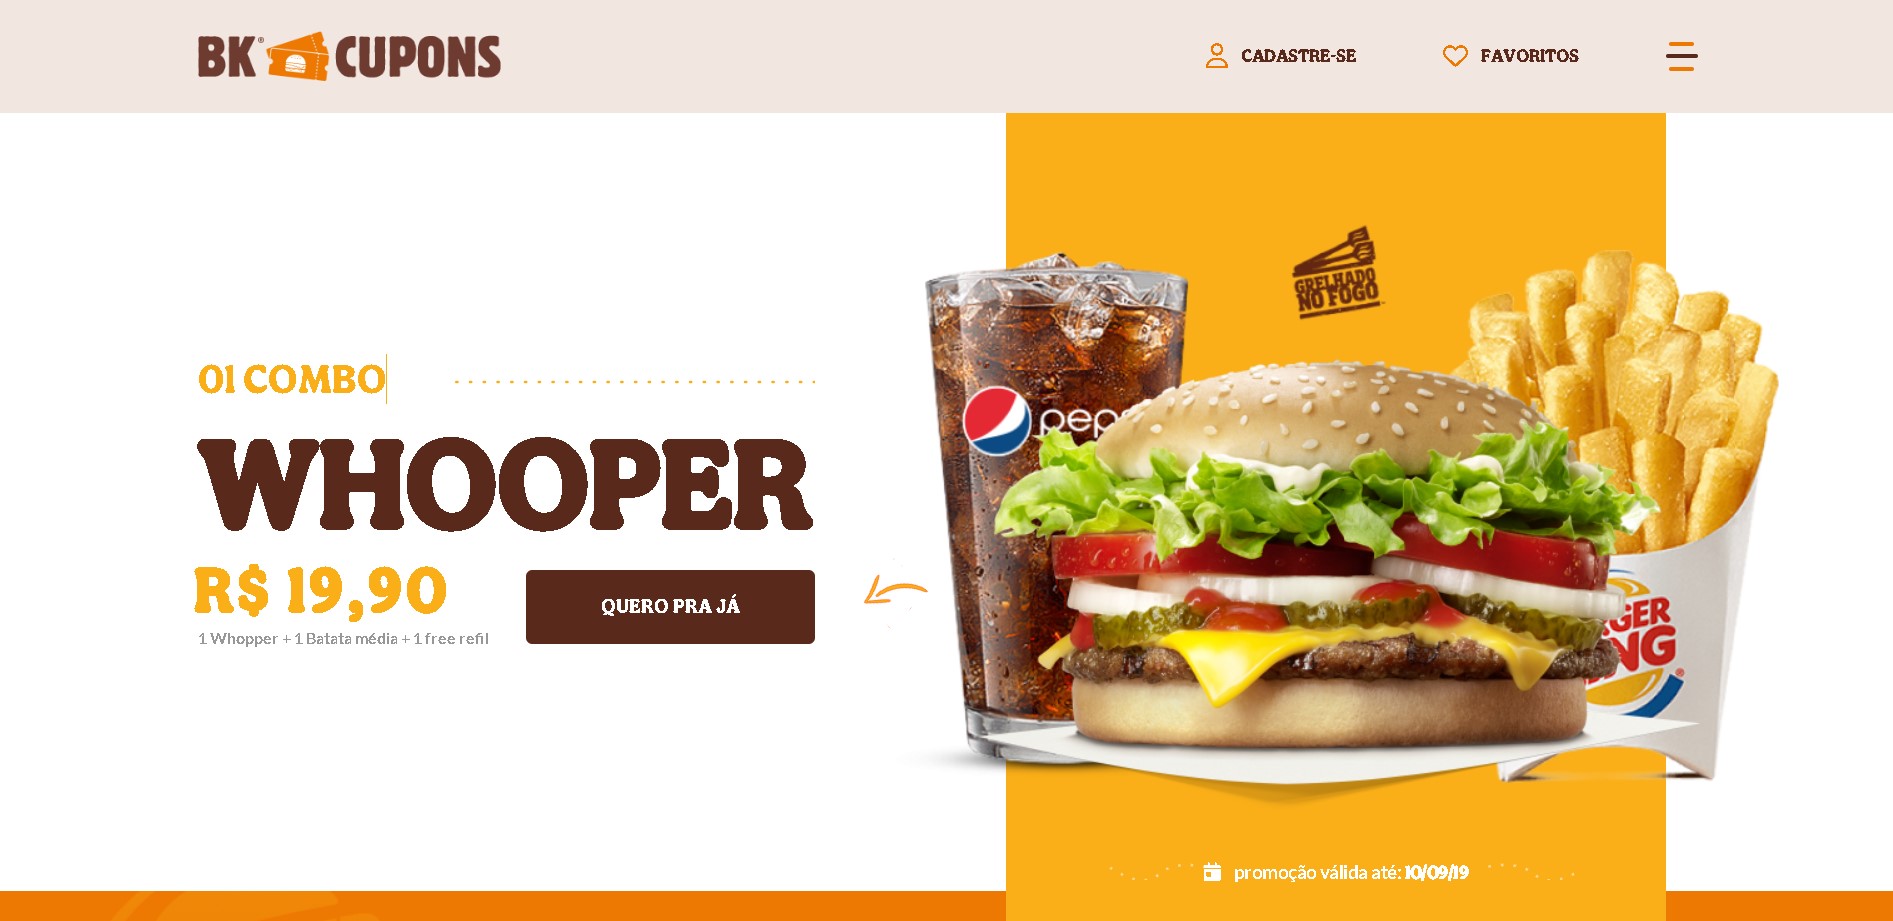 BK® CUPONS
CADASTRE-SE
FAVORITOS
GRELHADO
NO FOGO
01 COMBO
pep
WHOOPER
R$ 19,90
QUERO PRA JÁ
1 Whopper + 1 Batata média + 1 free refil
GER
NG®
promoção válida até: 10/09/19